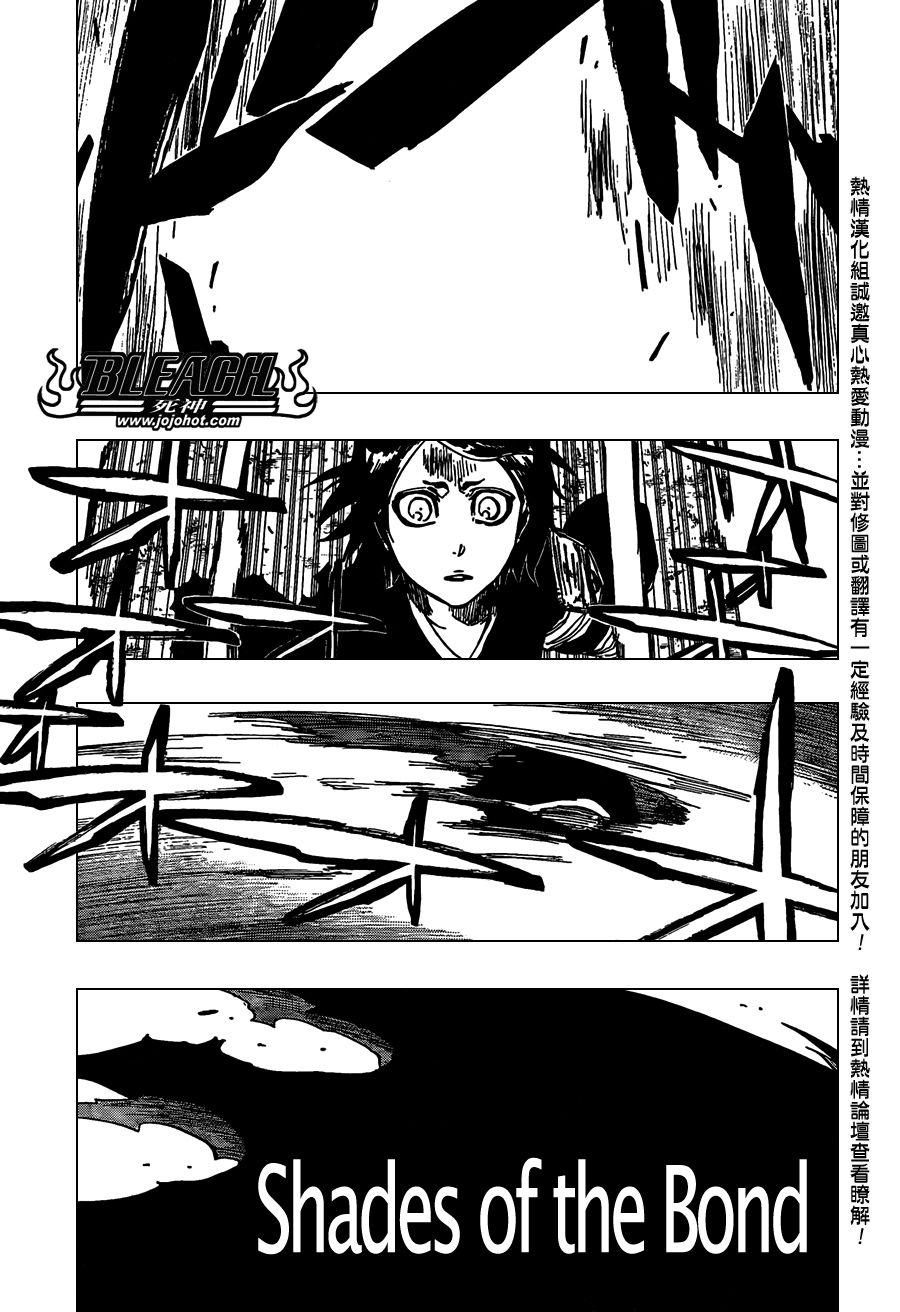 BLEACH
死神
www.jojohot.com
熱情漢化組誠邀真心熱愛動漫…並對修圖或翻譯有一定經驗及時間保障的朋友加入！
詳情請到熱情論壇查看瞭解！
Shades of the Bond